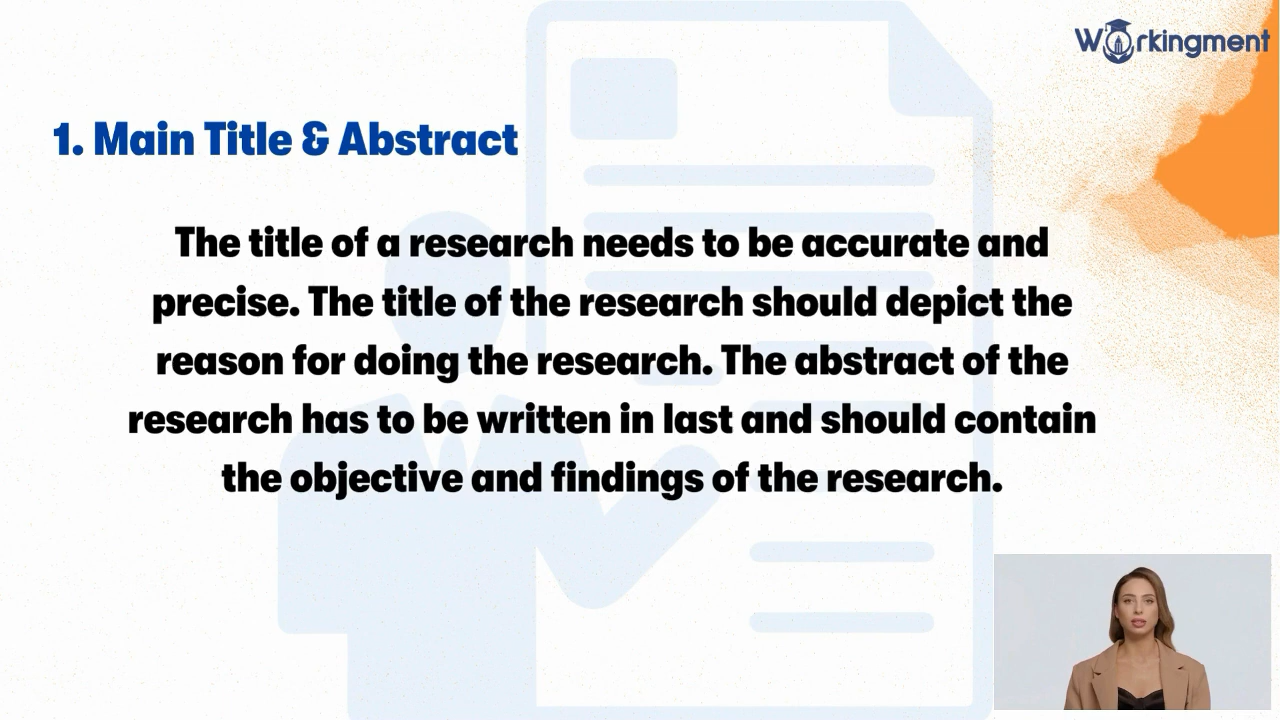 Workingment
1. Main Title & Abstract
The title of a research needs to be accurate and
precise. The title of the research should depict the
reason for doing the research. The abstract of the
research has to be written in last and should contain
the objective and findings of the research.